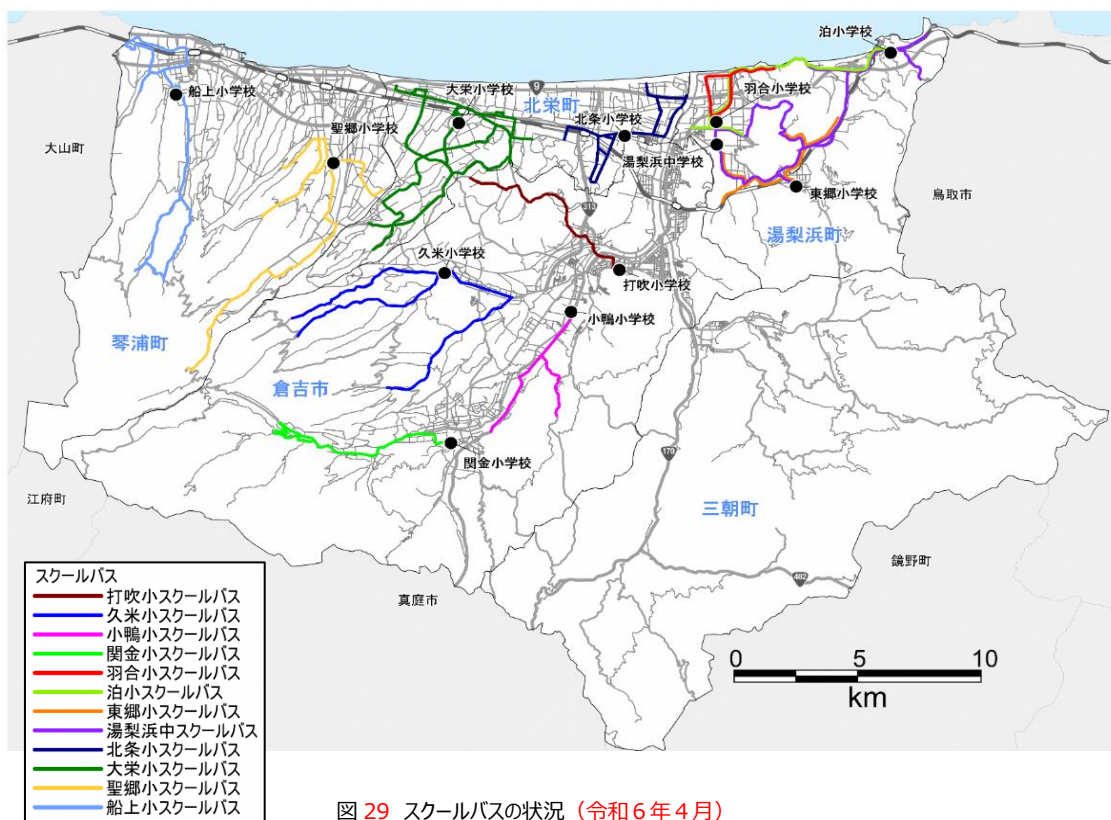 泊小学校
船上小学校
大栄小学校
9
北栄町
羽合小学校
聖郷小学校
北条小学校
大山町
湯梨浜中学校
東郷小学校
鳥取市
313
湯梨浜町
久米小学校
打吹小学校
小鴨小学校
琴浦町
倉吉市
179
関金小学校
江府町
三朝町
鏡野町
真庭市
482
スクールバス
打吹小スクールバス
久米小スクールバス
小鴨小スクールバス
関金小スクールバス
羽合小スクールバス
泊小スクールバス
東郷小スクールバス
湯梨浜中スクールバス
北条小スクールバス
大栄小スクールバス
聖郷小スクールバス
船上小スクールバス
0 5 10
km
図 29 スクールバスの状況（令和６年４月）